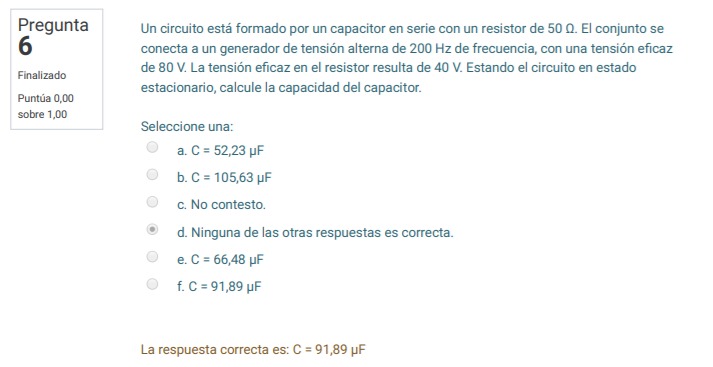 Pregunta
6
Finalizado
Puntúa 0,00
sobre 1,00
Un circuito está formado por un capacitor en serie con un resistor de 50 Ω. El conjunto se
conecta a un generador de tensión alterna de 200 Hz de frecuencia, con una tensión eficaz
de 80 V. La tensión eficaz en el resistor resulta de 40 V. Estando el circuito en estado
estacionario, calcule la capacidad del capacitor.
Seleccione una:
a. C = 52,23 µF
b. C = 105,63 µF
c. No contesto.
d. Ninguna de las otras respuestas es correcta.
e. C = 66,48 µF
f. C = 91,89 µF
La respuesta correcta es: C = 91,89 µF